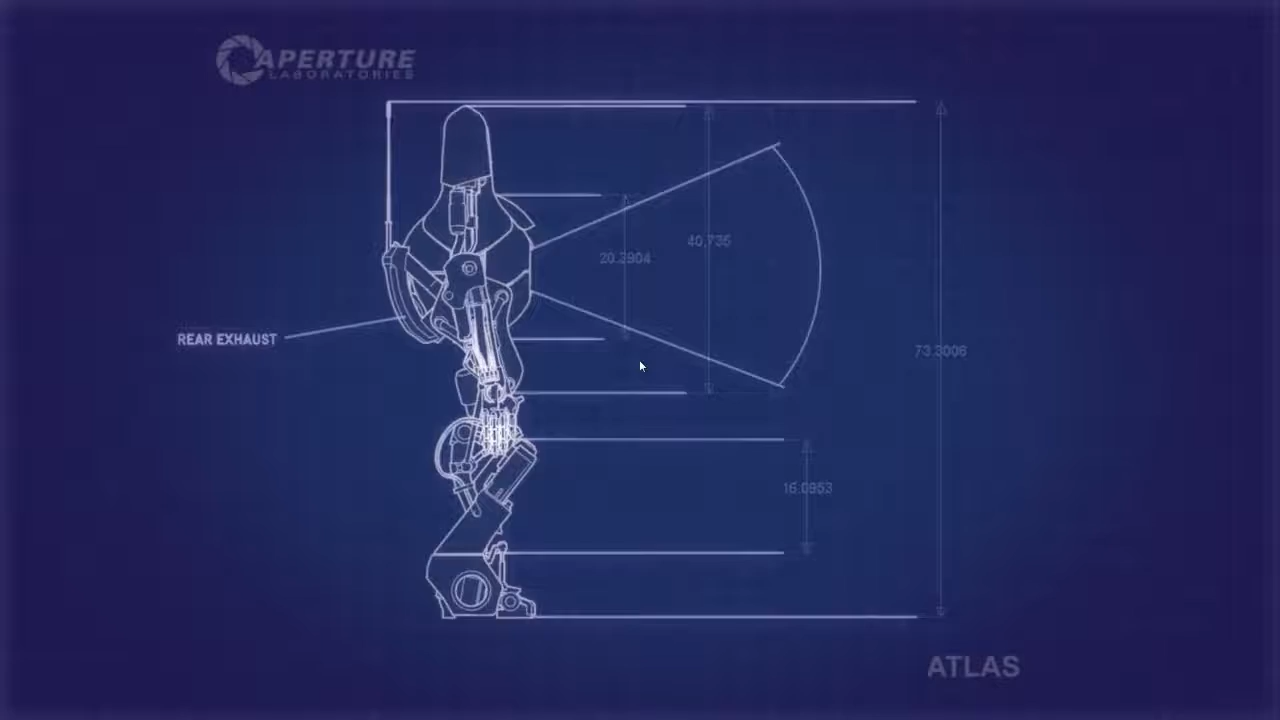 APERTURE
LABORATORIES
40.735
20.3904
REAR EXHAUST
73.3006
16.0953
ATLAS